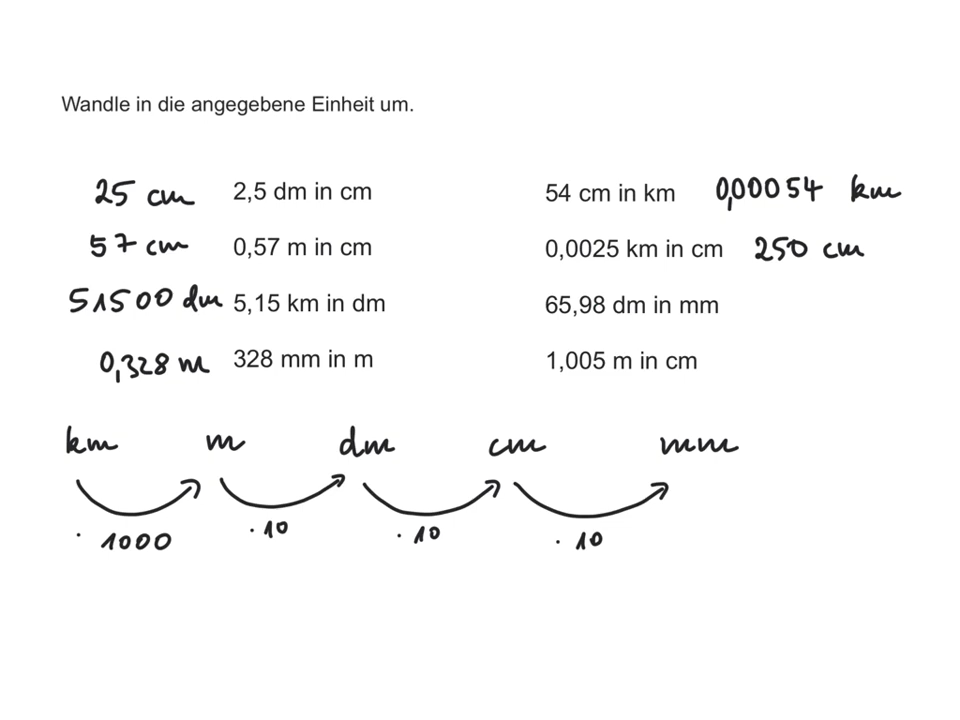 Wandle in die angegebene Einheit um.
25 cm 2,5 dm in cm 54 cm in km 0,00054 km
57 cm 0,57 m in cm 0,0025 km in cm 250 cm
51500 dm 5,15 km in dm 65,98 dm in mm
0,328 m 328 mm in m 1,005 m in cm
km m dm cm mm
· 1000 · 10 · 10 · 10